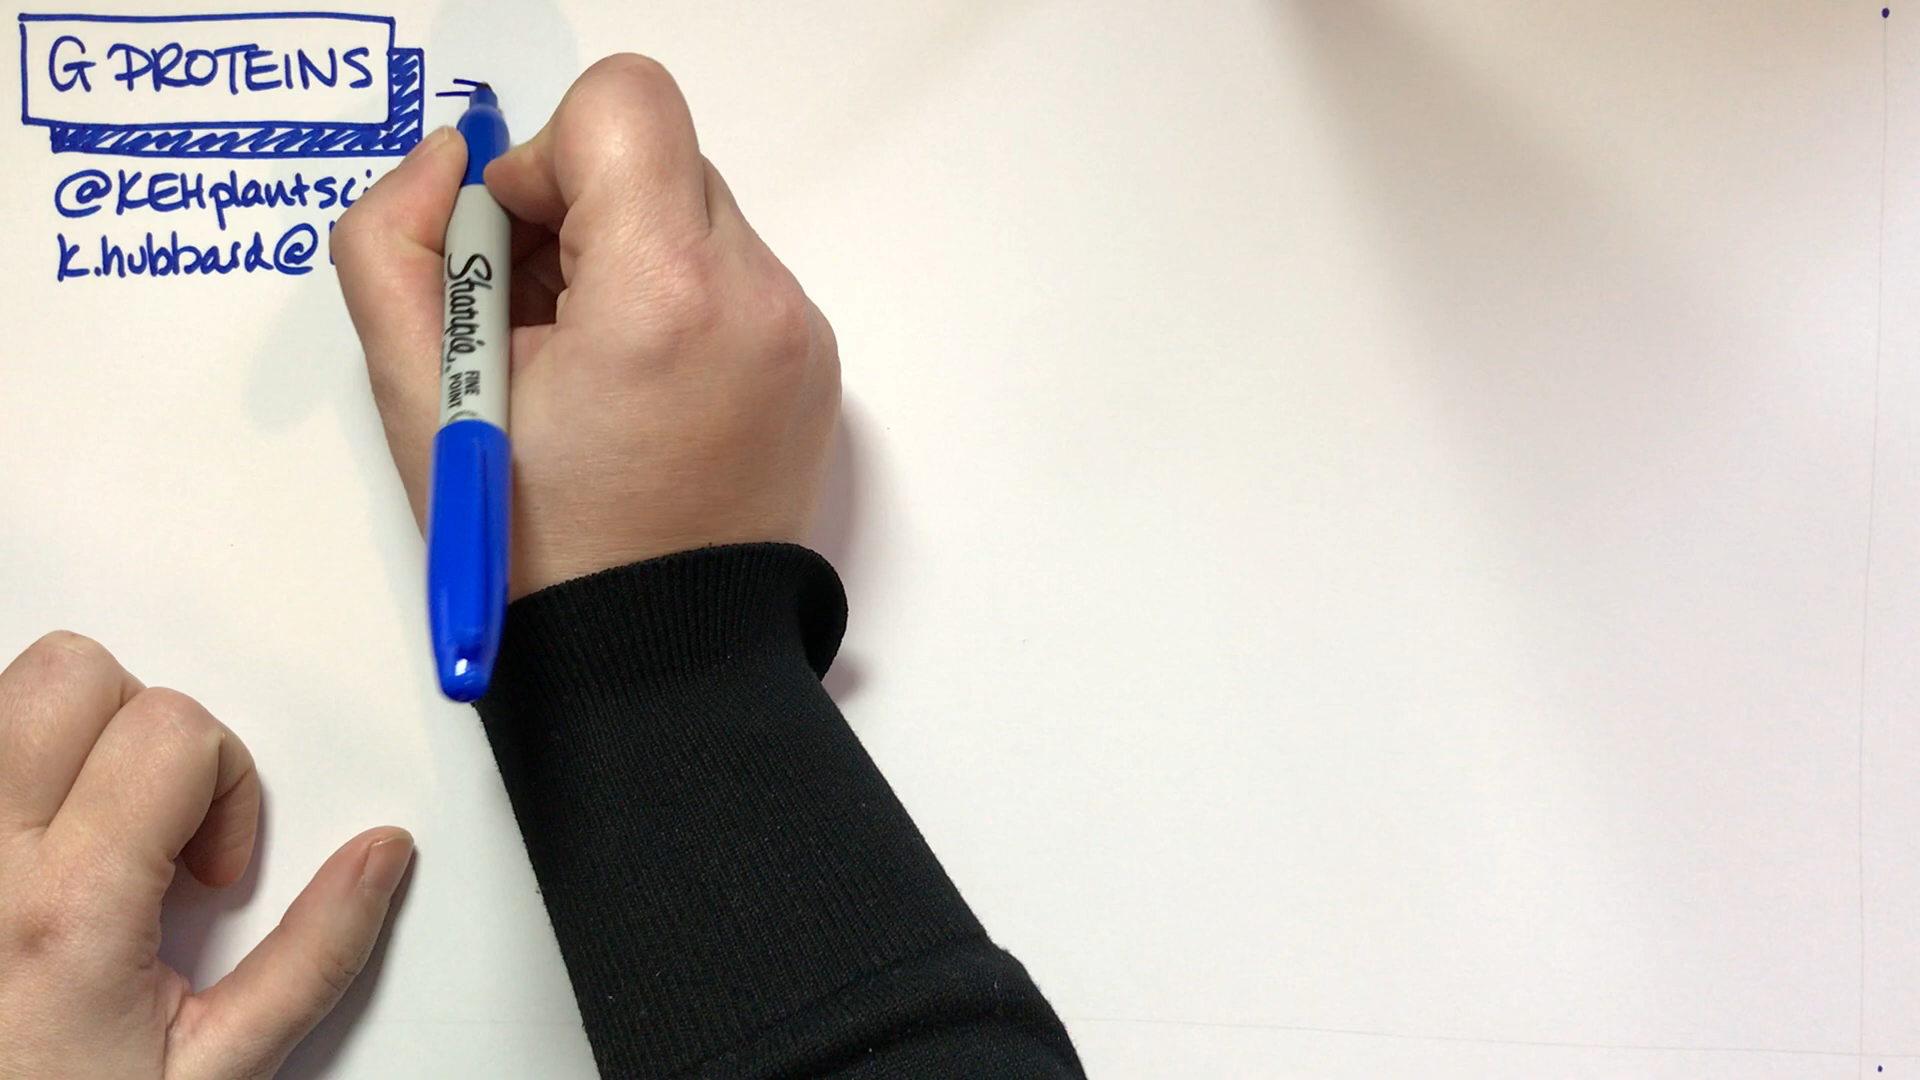 G PROTEINS
@KEHplantsci
k.hubbard@
Sharpie.
FINE
POINT